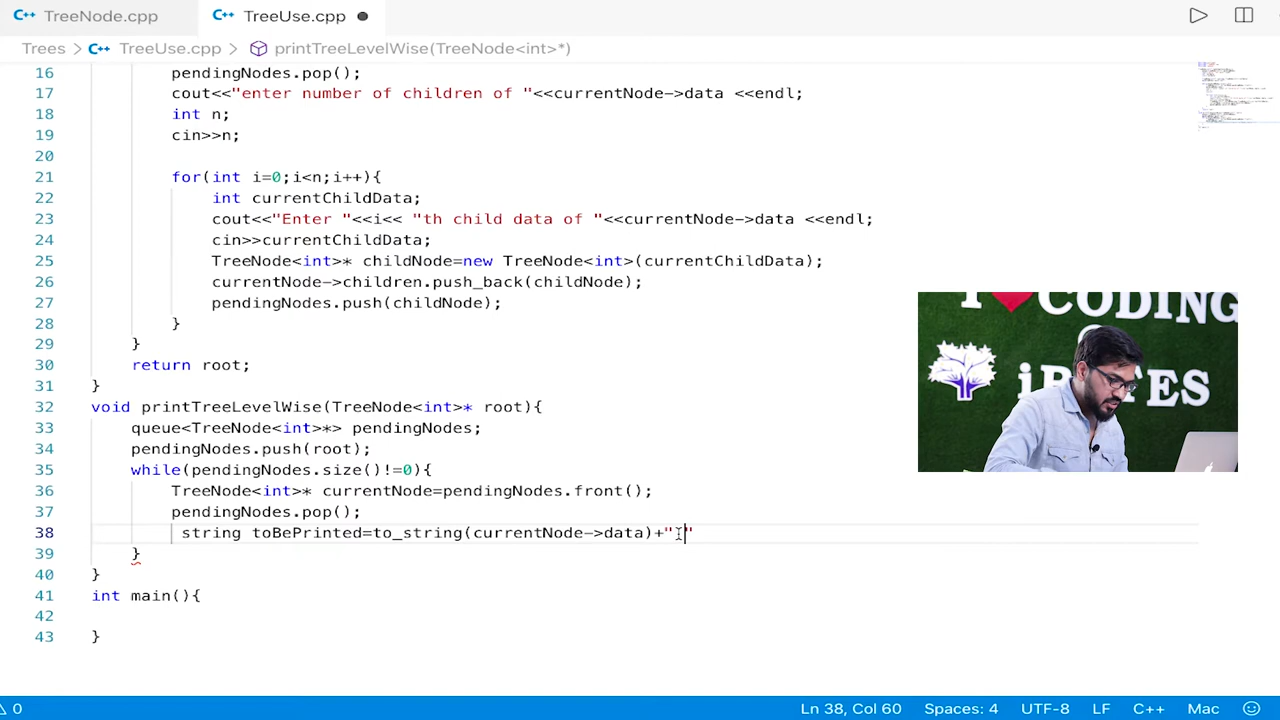 TreeNode.cpp
TreeUse.cpp
Trees > TreeUse.cpp > printTreeLevelWise(TreeNode<int>*)
16 pendingNodes.pop();
17 cout<<"enter number of children of "<<currentNode->data <<endl;
18 int n;
19 cin>>n;
20
21 for(int i=0;i<n;i++){
22 int currentChildData;
23 cout<<"Enter "<<i<< "th child data of "<<currentNode->data <<endl;
24 cin>>currentChildData;
25 TreeNode<int>* childNode=new TreeNode<int>(currentChildData);
26 currentNode->children.push_back(childNode);
27 pendingNodes.push(childNode);
28 }
29 }
30 return root;
31 }
32 void printTreeLevelWise(TreeNode<int>* root){
33 queue<TreeNode<int>*> pendingNodes;
34 pendingNodes.push(root);
35 while(pendingNodes.size()!=0){
36 TreeNode<int>* currentNode=pendingNodes.front();
37 pendingNodes.pop();
38 string toBePrinted=to_string(currentNode->data)+":"
39 }
40 }
41 int main(){
42
43 }
I CODING
0 Ln 38, Col 60 Spaces: 4 UTF-8 LF C++ Mac